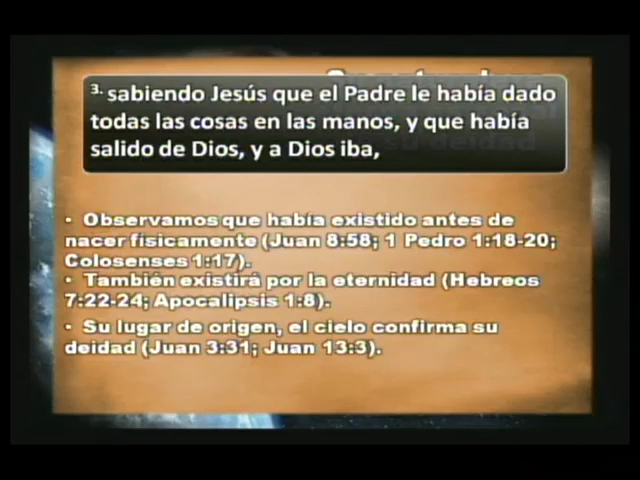 3. sabiendo Jesús que el Padre le había dado
todas las cosas en las manos, y que había
salido de Dios, y a Dios iba,
• Observamos que había existido antes de
nacer físicamente (Juan 8:58; 1 Pedro 1:18-20;
Colosenses 1:17).
• También existirá por la eternidad (Hebreos
7:22-24; Apocalipsis 1:8).
• Su lugar de origen, el cielo confirma su
deidad (Juan 3:31; Juan 13:3).